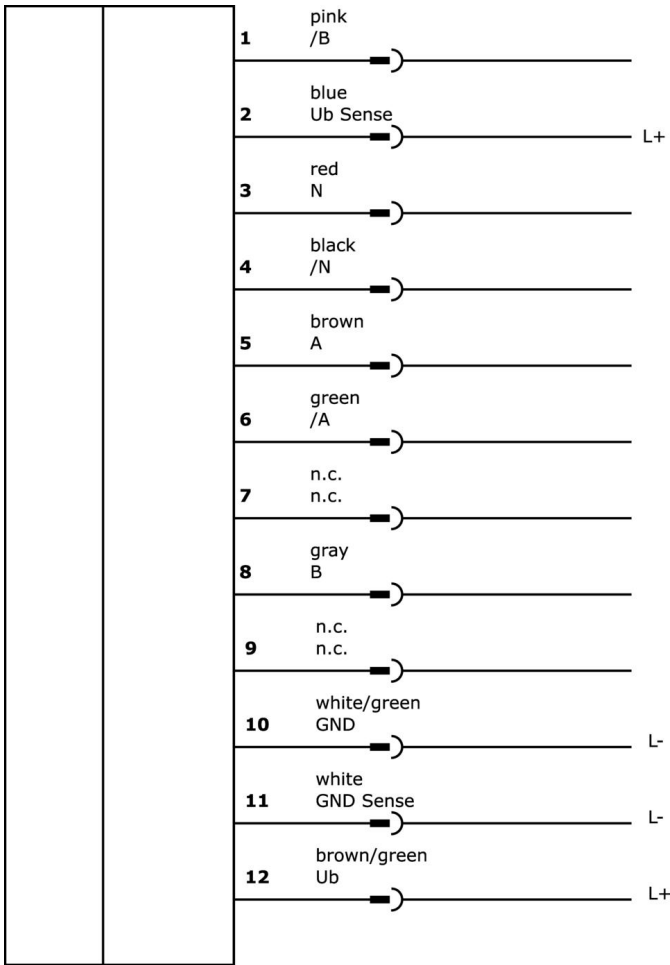 pink
1 /B
blue
2 Ub Sense
L+
red
3 N
black
4 /N
brown
5 A
green
6 /A
n.c.
7 n.c.
gray
8 B
n.c.
9 n.c.
white/green
10 GND
L-
white
11 GND Sense
L-
brown/green
12 Ub
L+